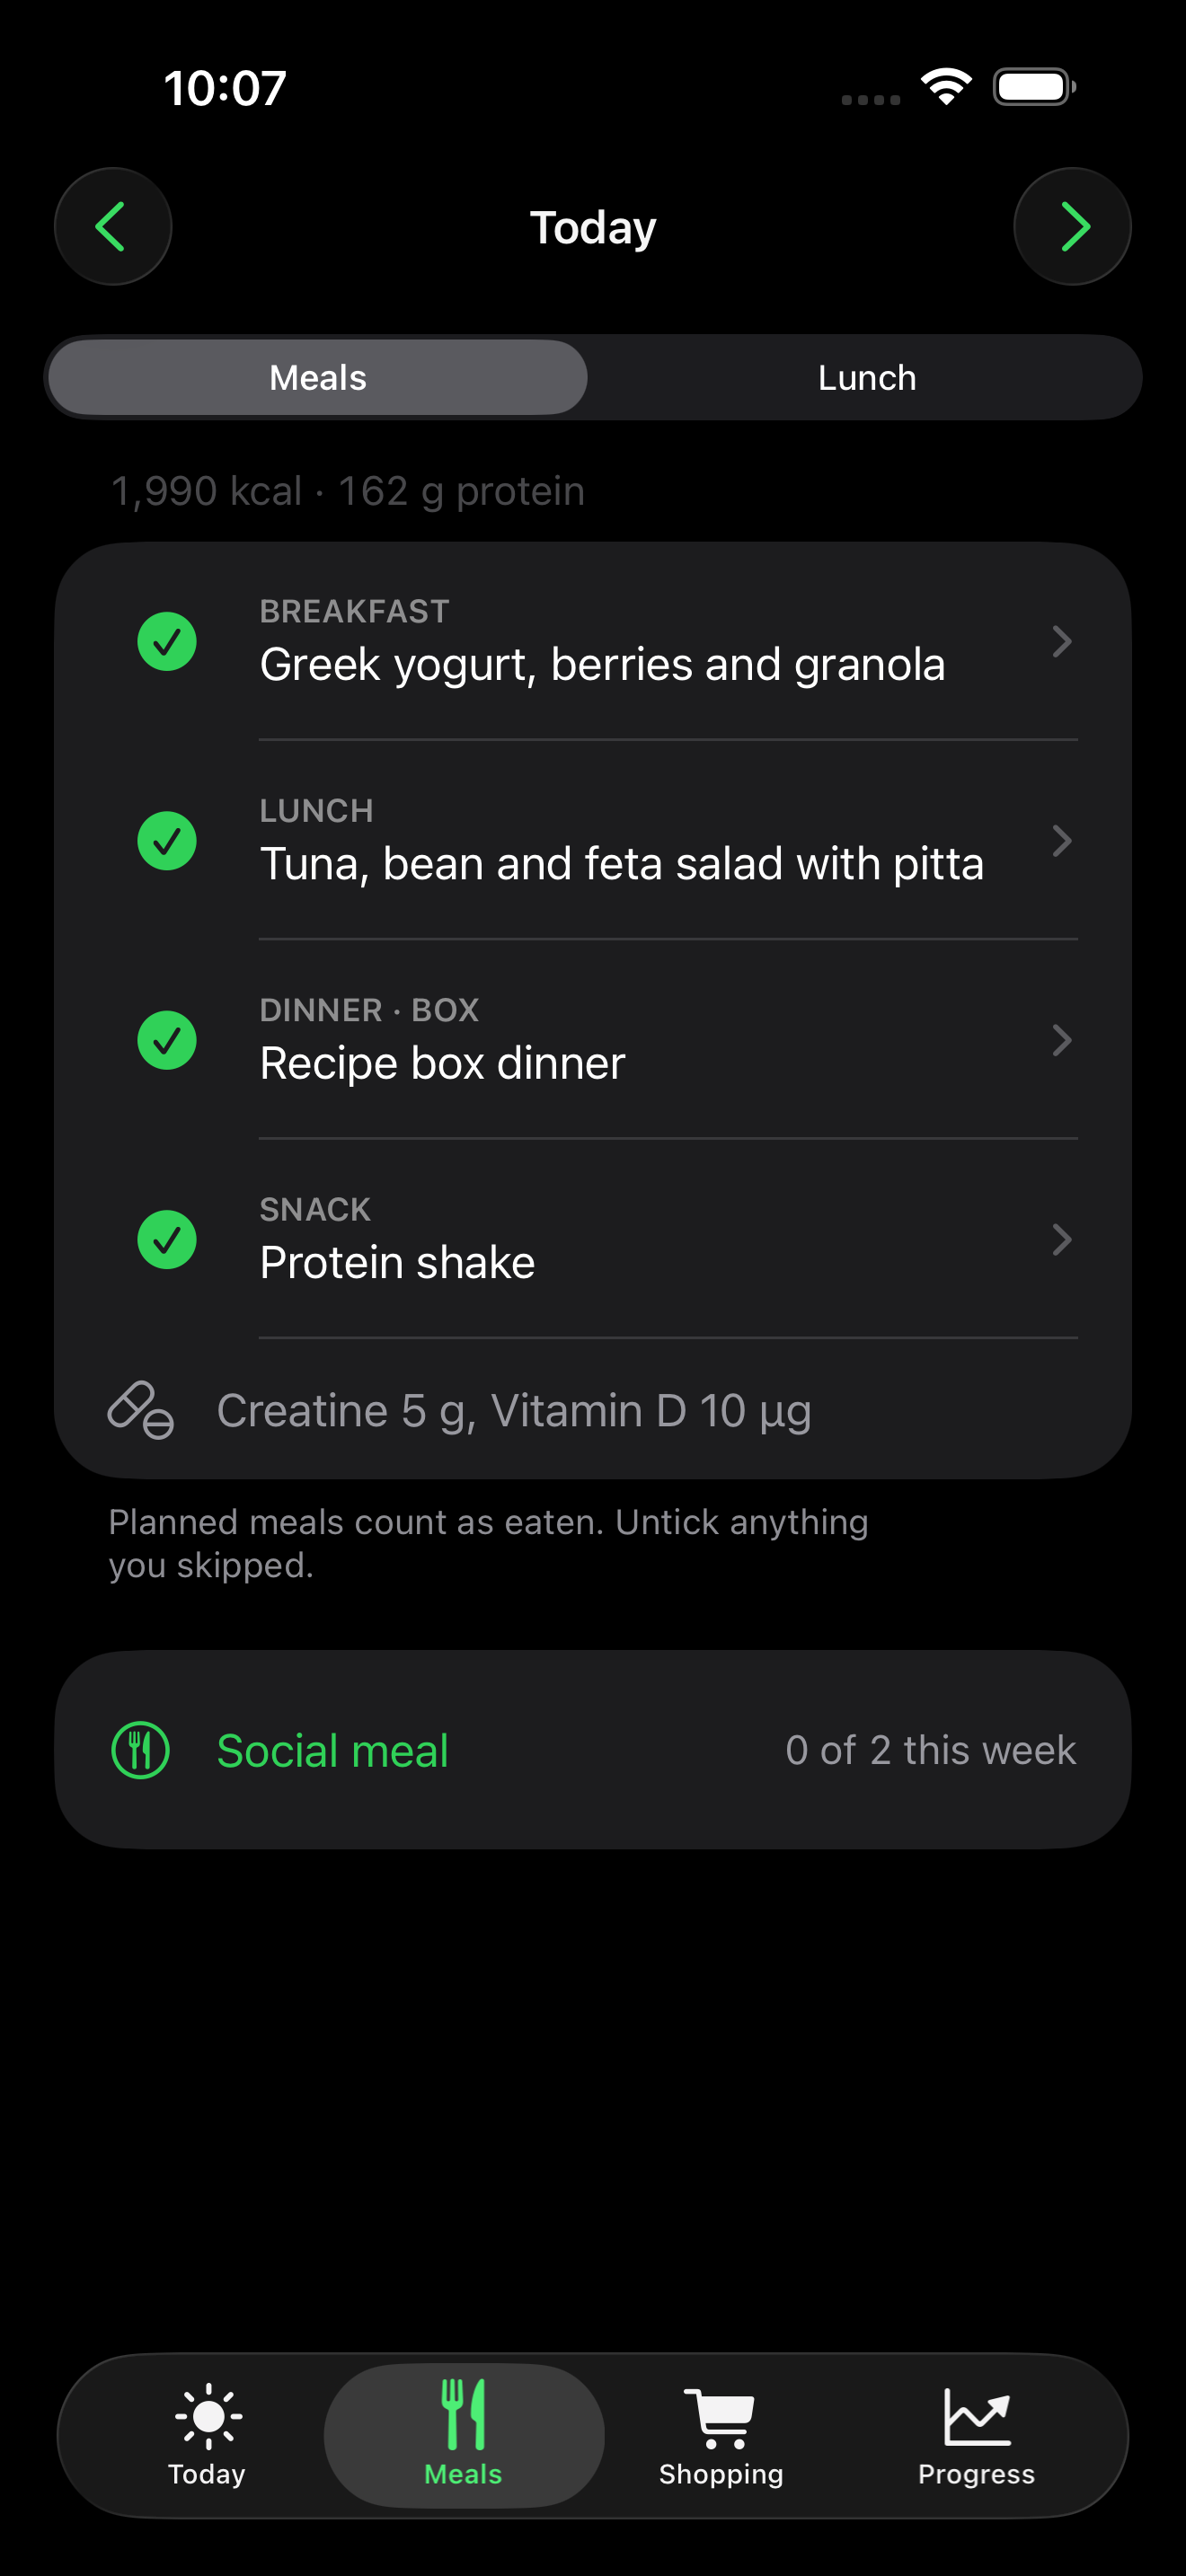 10:07
Today
Meals
Lunch
1,990 kcal · 162 g protein
BREAKFAST
Greek yogurt, berries and granola
LUNCH
Tuna, bean and feta salad with pitta
DINNER · BOX
Recipe box dinner
SNACK
Protein shake
Creatine 5 g, Vitamin D 10 µg
Planned meals count as eaten. Untick anything
you skipped.
Social meal
0 of 2 this week
Today
Meals
Shopping
Progress